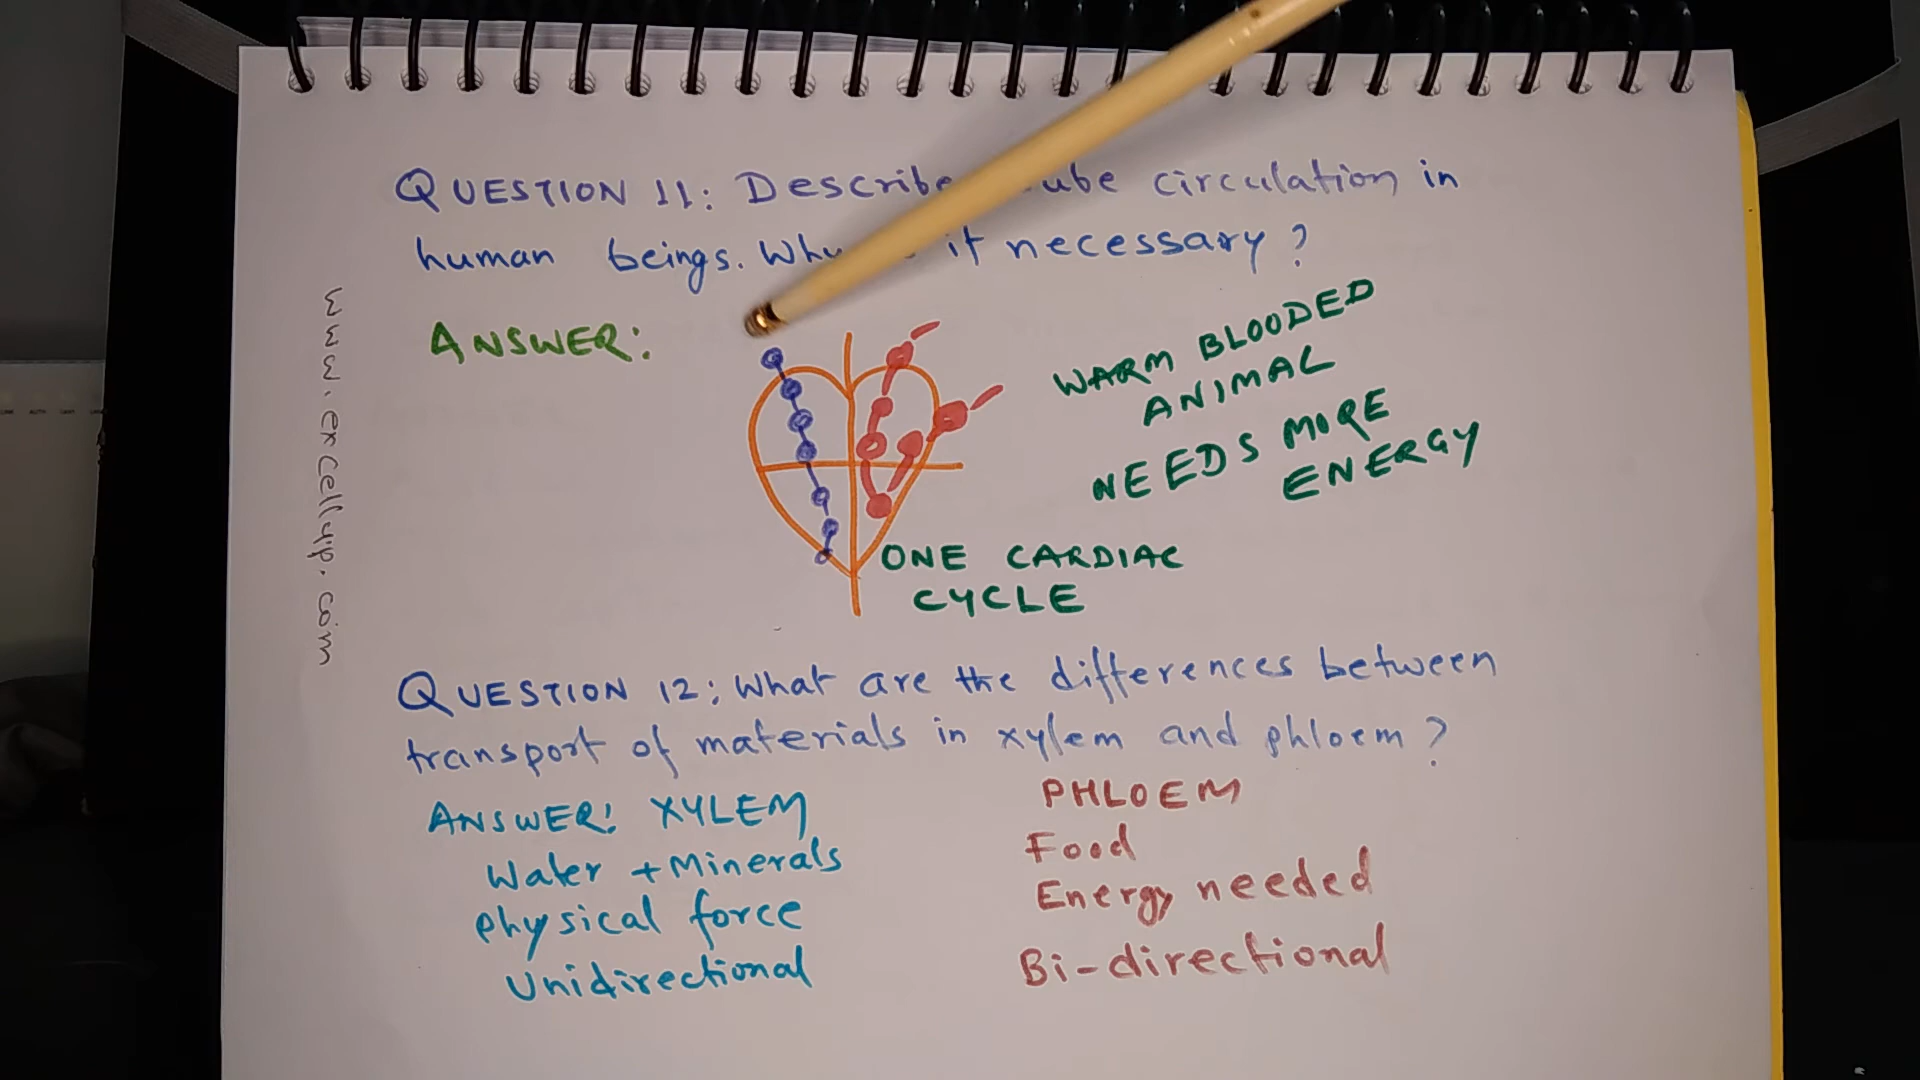 QUESTION 11: Describe ube circulation in
human beings. Why it necessary?
ANSWER:
WARM BLOODED
ANIMAL
NEEDS MORE
ENERGY
ONE CARDIAC
CYCLE
www.excellup.com
QUESTION 12: What are the differences between
transport of materials in xylem and phloem?
ANSWER: XYLEM
Water + Minerals
physical force
Unidirectional
PHLOEM
Food
Energy needed
Bi-directional